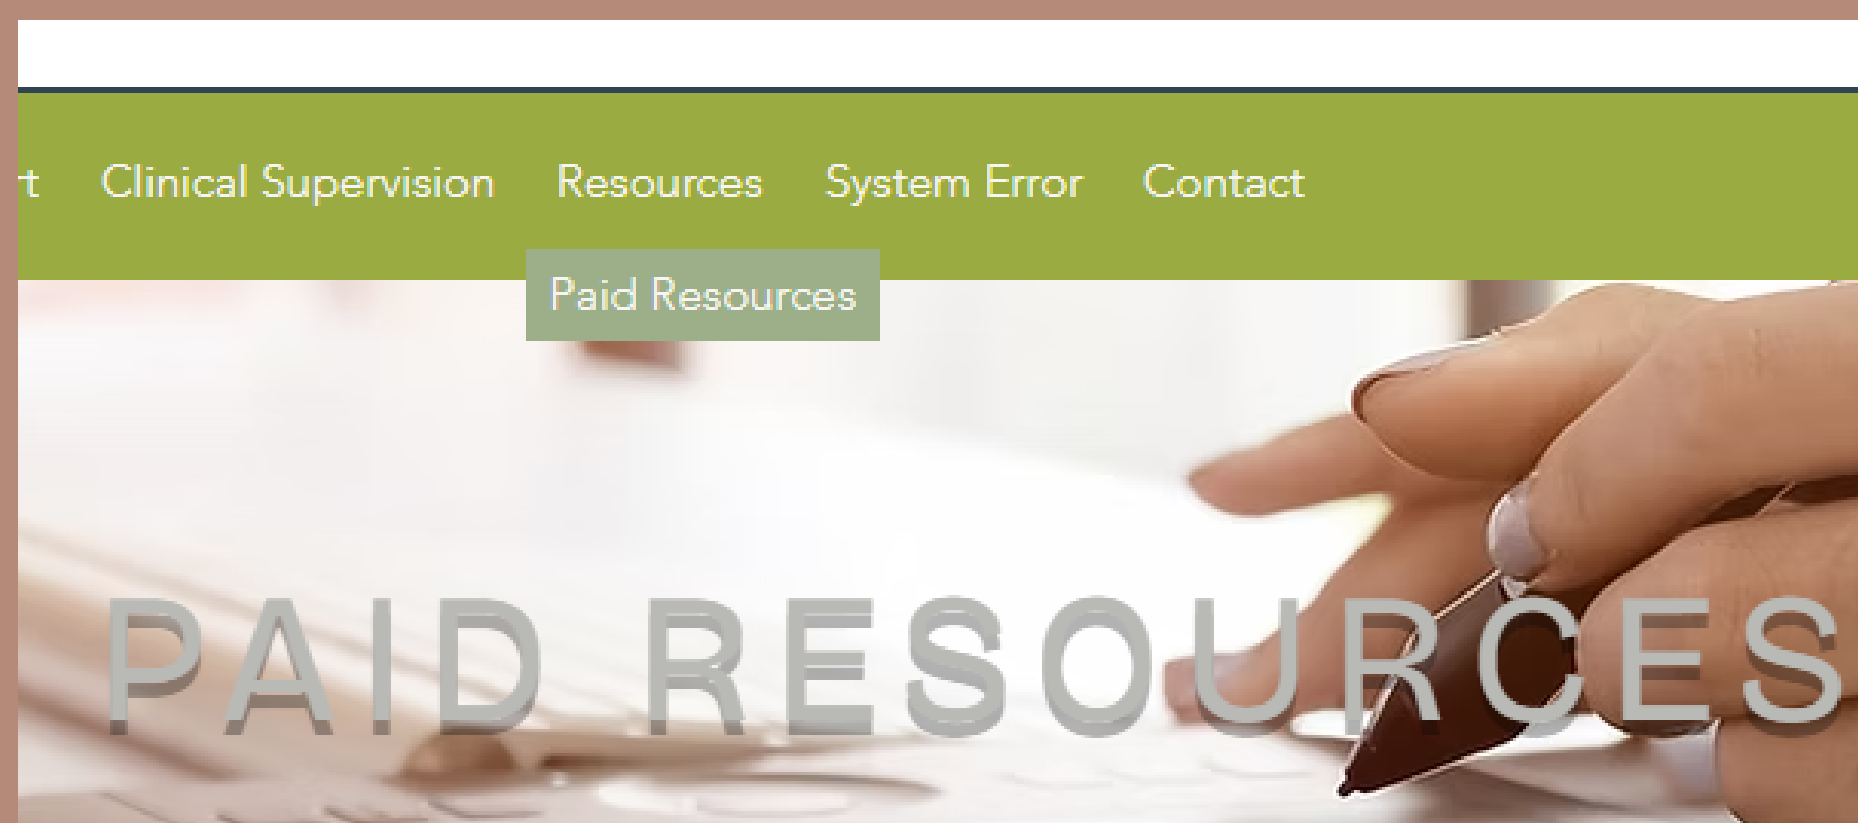 Clinical Supervision Resources System Error Contact
Paid Resources
PAID RESOURCES